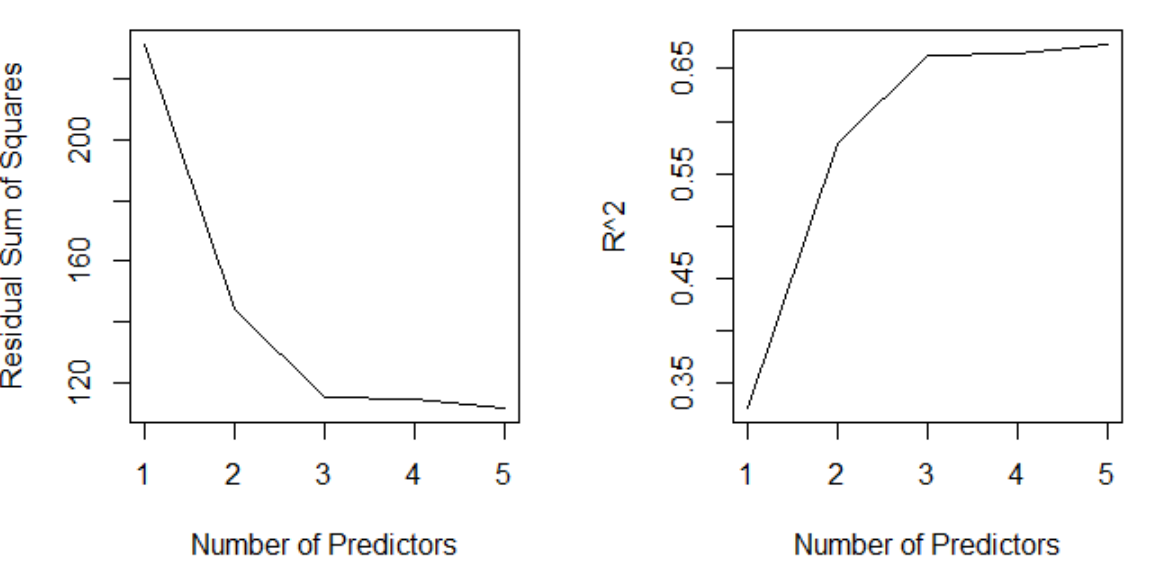 Residual Sum of Squares
200
160
120
1 2 3 4 5
Number of Predictors
R^2
0.65
0.55
0.45
0.35
1 2 3 4 5
Number of Predictors